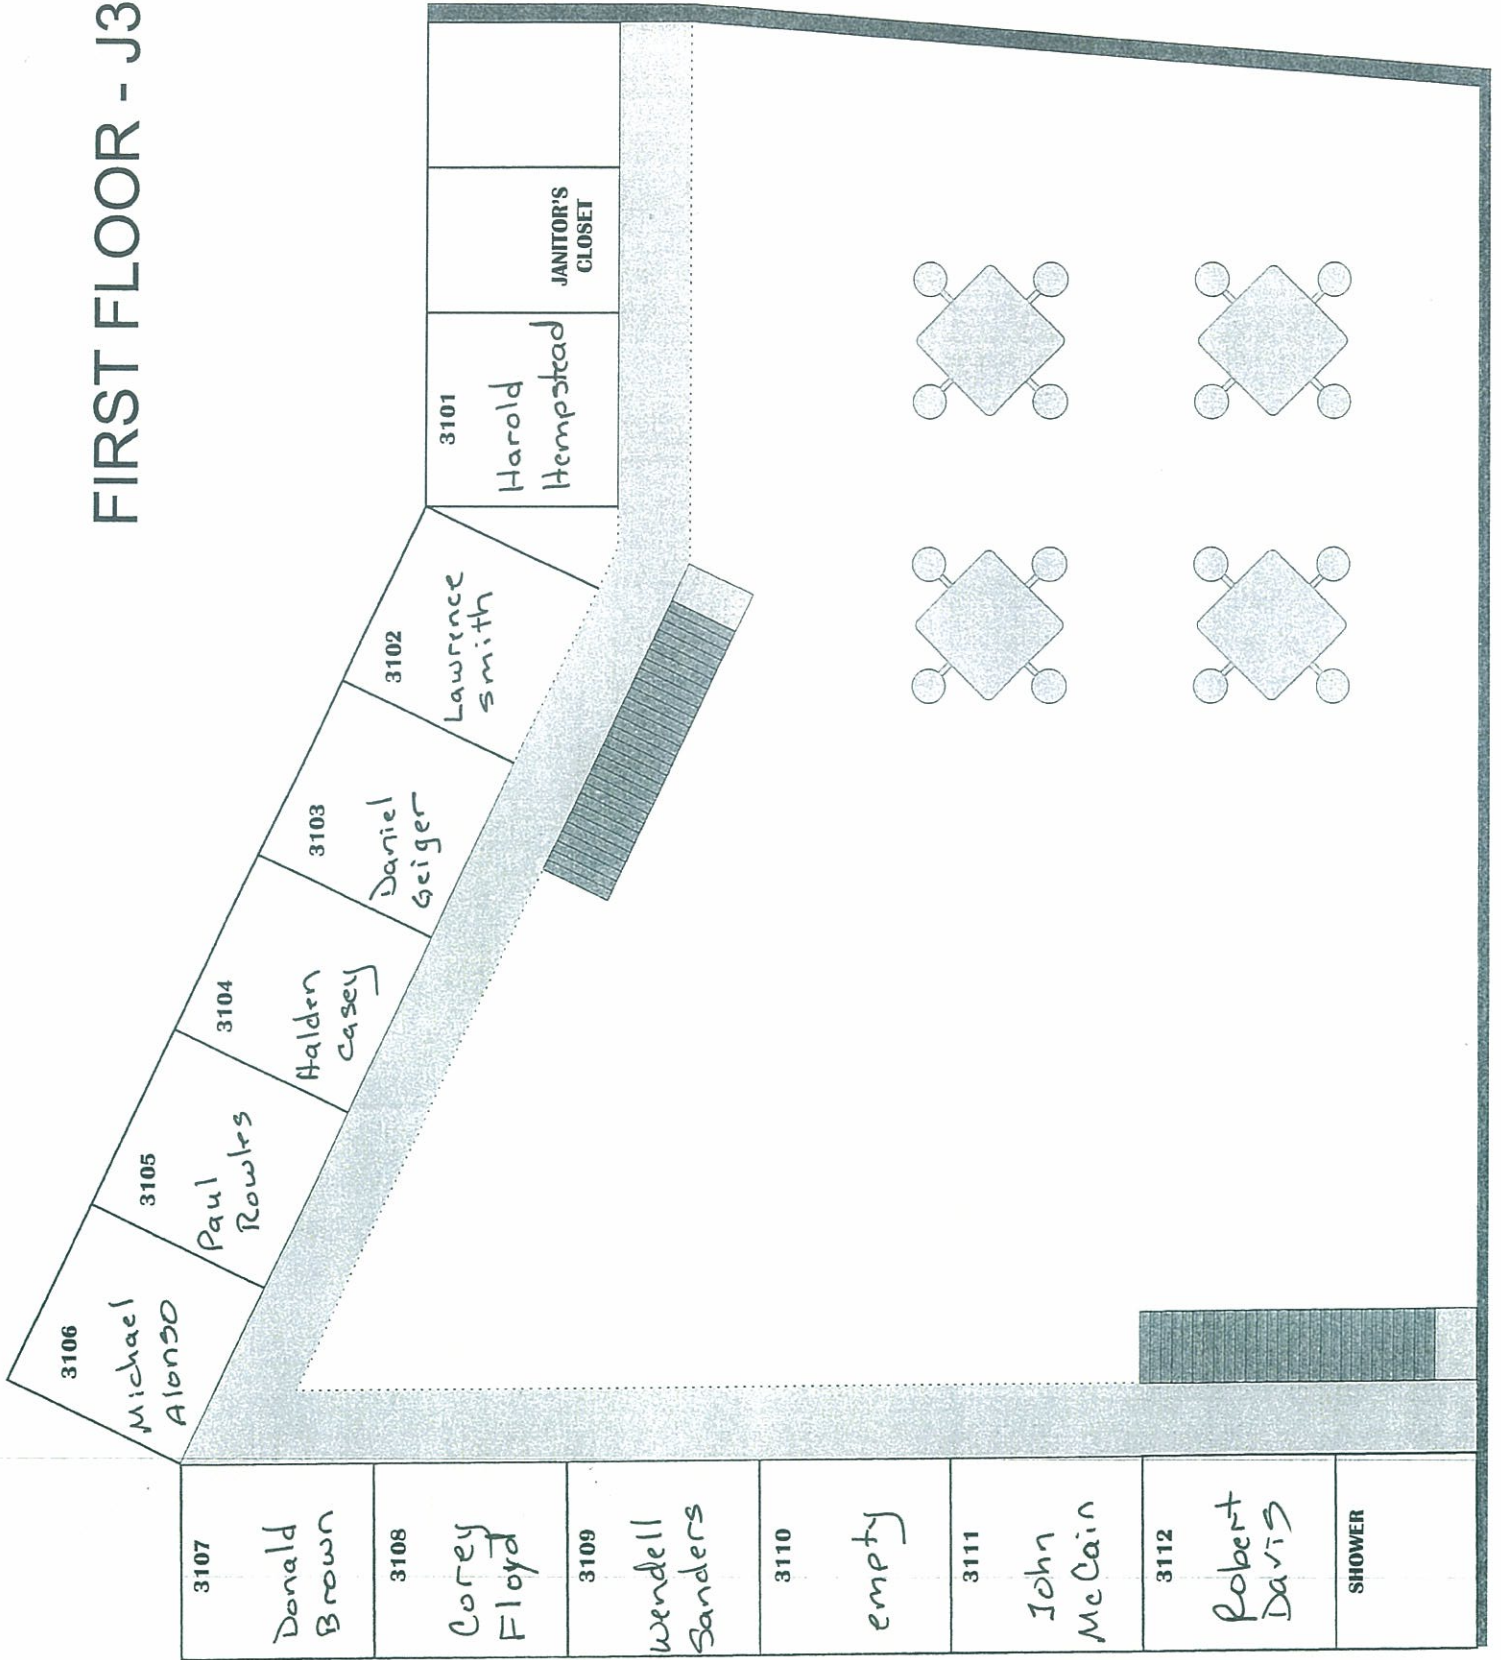 FIRST FLOOR - J3
JANITOR'S
CLOSET
3101
Harold
Hempstead
3102
Lawrence
Smith
3103
Daniel
Geiger
3104
Halden
Casey
3105
Paul
Rowles
3106
Michael
Alonso
3107
Donald
Brown
3108
Correy
Floyd
3109
Wendell
Sanders
3110
empty
3111
John
McCain
3112
Robert
Davis
SHOWER